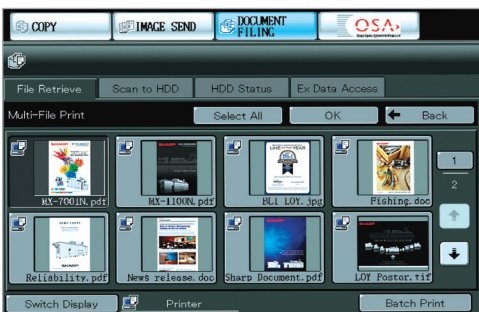 COPY
IMAGE SEND
DOCUMENT
FILING
OSA
File Retrieve
Scan to HDD
HDD Status
Ex Data Access
Multi-File Print
Select All
OK
Back
1
2
MX-7001N.pdf
MX-1100N.pdf
BLI LOY.jpg
Fishing.doc
Reliability.pdf
News release.doc
Sharp Document.pdf
LOY Postor.tif
Switch Display
Printer
Batch Print